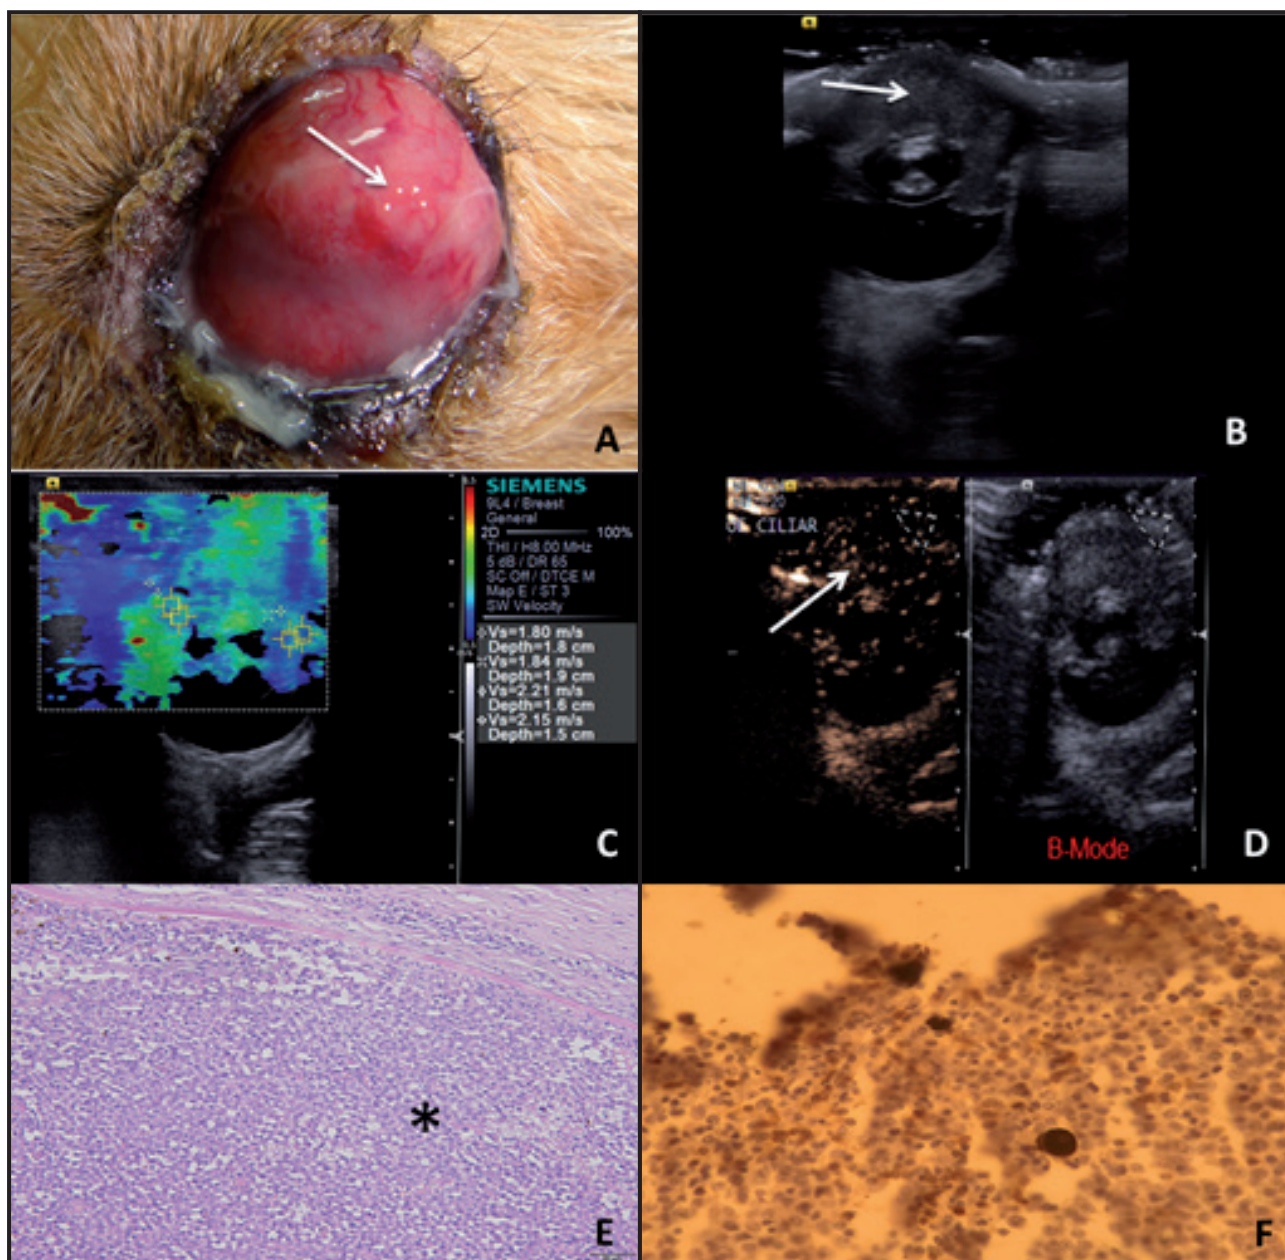 A
B
SIEMENS
9L4 / Breast
General
2D 100%
THI / H8.00 MHz
5 dB / DR 65
SC Off / DTCE M
Map E / ST 3
SW Velocity
Vs=1.80 m/s
Depth=1.8 cm
Vs=1.84 m/s
Depth=1.9 cm
Vs=2.21 m/s
Depth=1.6 cm
Vs=2.15 m/s
Depth=1.5 cm
C
CILIAR
B-Mode
D
*
E
F